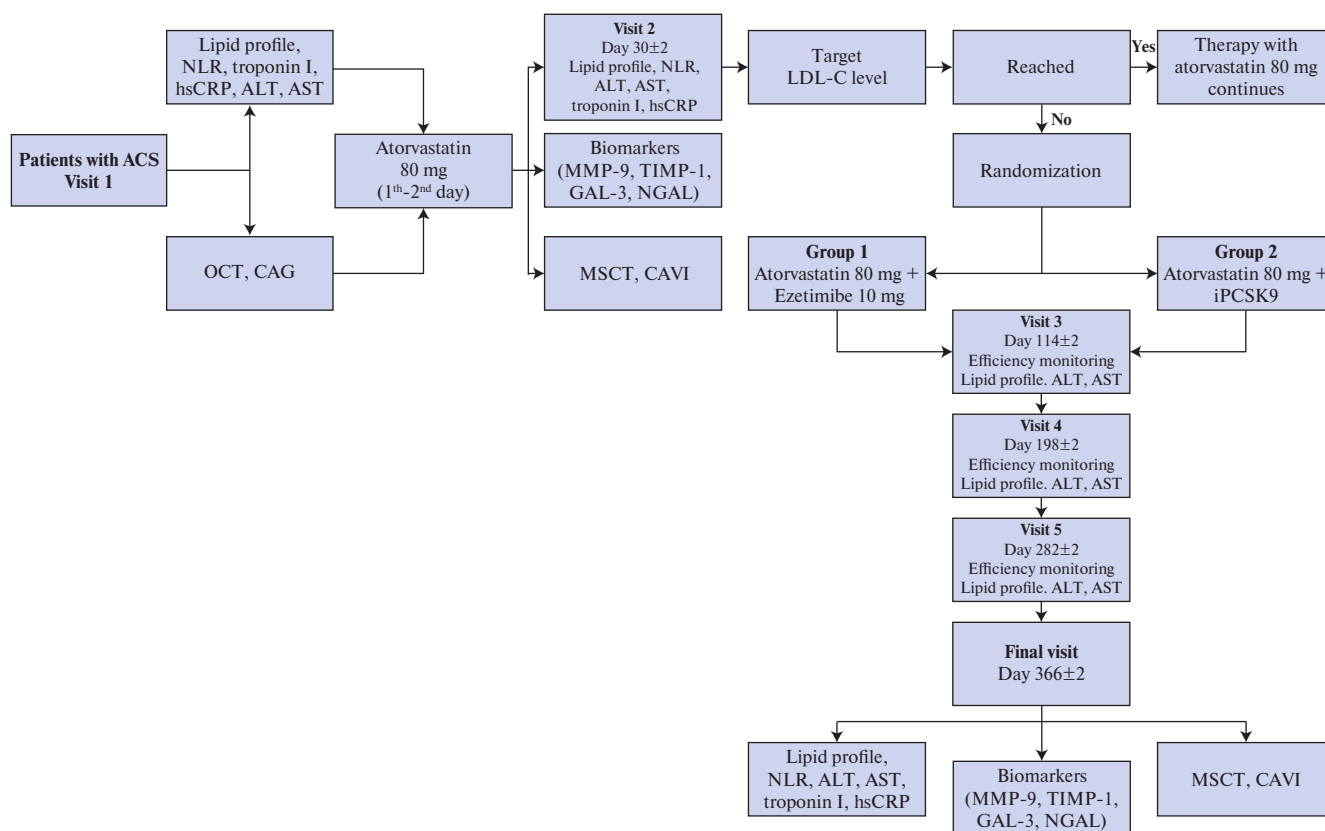 Patients with ACS
Visit 1
Lipid profile,
NLR, troponin I,
hsCRP, ALT, AST
OCT, CAG
Atorvastatin
80 mg
(1th-2nd day)
Visit 2
Day 30±2
Lipid profile, NLR,
ALT, AST,
troponin I, hsCRP
Biomarkers
(MMP-9, TIMP-1,
GAL-3, NGAL)
MSCT, CAVI
Target
LDL-C level
Reached
Yes
Therapy with
atorvastatin 80 mg
continues
No
Randomization
Group 1
Atorvastatin 80 mg +
Ezetimibe 10 mg
Group 2
Atorvastatin 80 mg +
iPCSK9
Visit 3
Day 114±2
Efficiency monitoring
Lipid profile. ALT, AST
Visit 4
Day 198±2
Efficiency monitoring
Lipid profile. ALT, AST
Visit 5
Day 282±2
Efficiency monitoring
Lipid profile. ALT, AST
Final visit
Day 366±2
Lipid profile,
NLR, ALT, AST,
troponin I, hsCRP
Biomarkers
(MMP-9, TIMP-1,
GAL-3, NGAL)
MSCT, CAVI